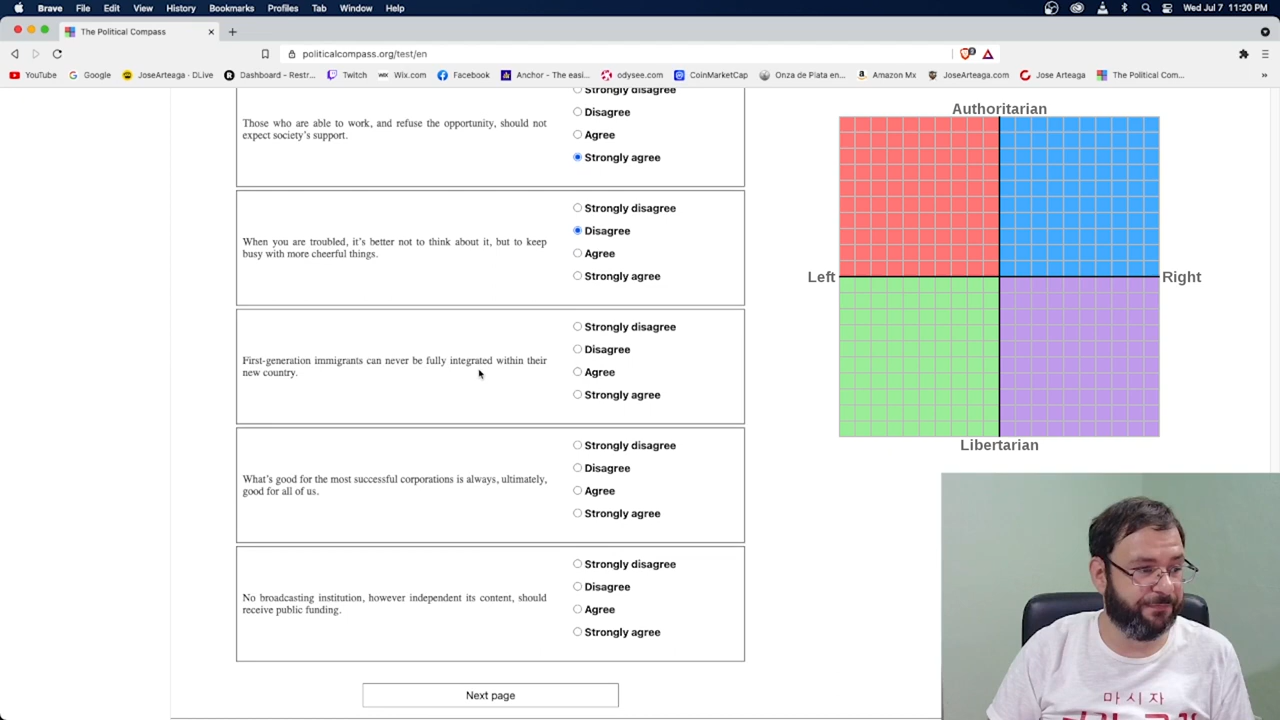 Brave File Edit View History Bookmarks Profiles Tab Window Help Wed Jul 7 11:20 PM
The Political Compass
politicalcompass.org/test/en
YouTube Google JoseArteaga · DLive Dashboard - Restr... Twitch Wix.com Facebook Anchor - The easi... odysee.com CoinMarketCap Onza de Plata en... Amazon Mx JoseArteaga.com Jose Arteaga The Political Com...
Strongly disagree
Those who are able to work, and refuse the opportunity, should not
expect society's support.
Disagree
Agree
Strongly agree
When you are troubled, it's better not to think about it, but to keep
busy with more cheerful things.
Strongly disagree
Disagree
Agree
Strongly agree
First-generation immigrants can never be fully integrated within their
new country.
Strongly disagree
Disagree
Agree
Strongly agree
What's good for the most successful corporations is always, ultimately,
good for all of us.
Strongly disagree
Disagree
Agree
Strongly agree
No broadcasting institution, however independent its content, should
receive public funding.
Strongly disagree
Disagree
Agree
Strongly agree
Next page
Authoritarian
Left
Right
Libertarian
마시자